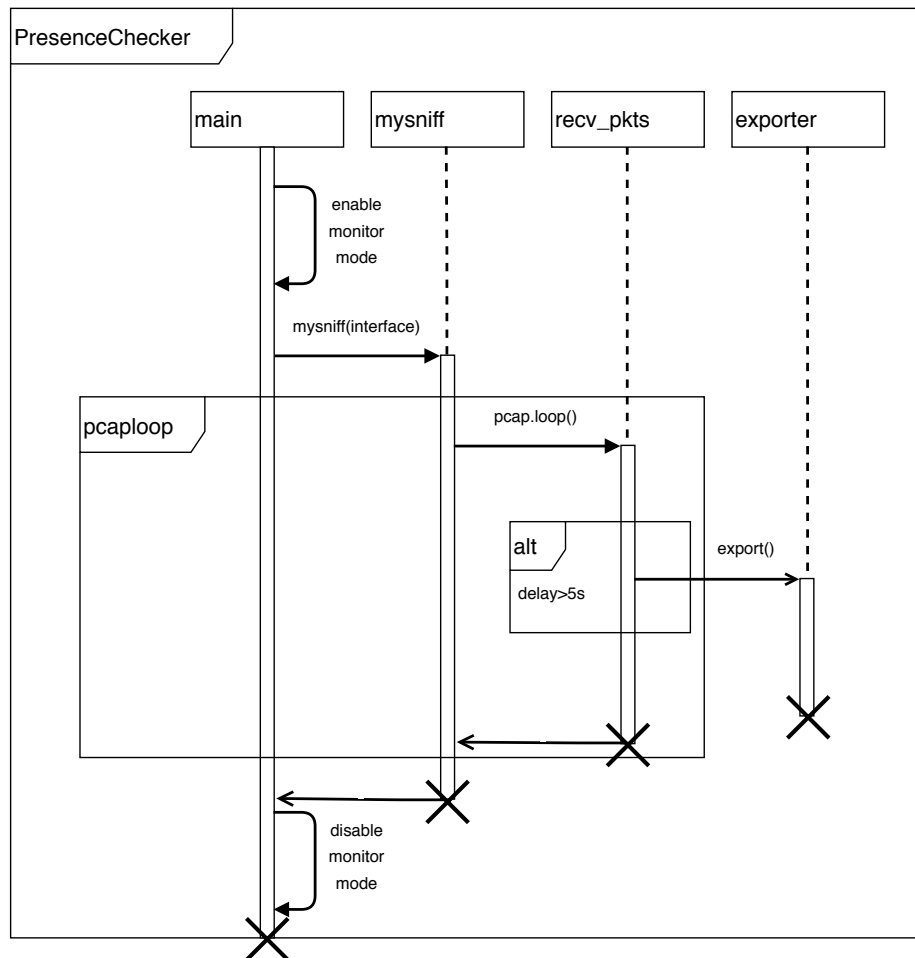 PresenceChecker
main
mysniff
recv_pkts
exporter
enable
monitor
mode
mysniff(interface)
pcaploop
pcap.loop()
alt
export()
delay>5s
disable
monitor
mode